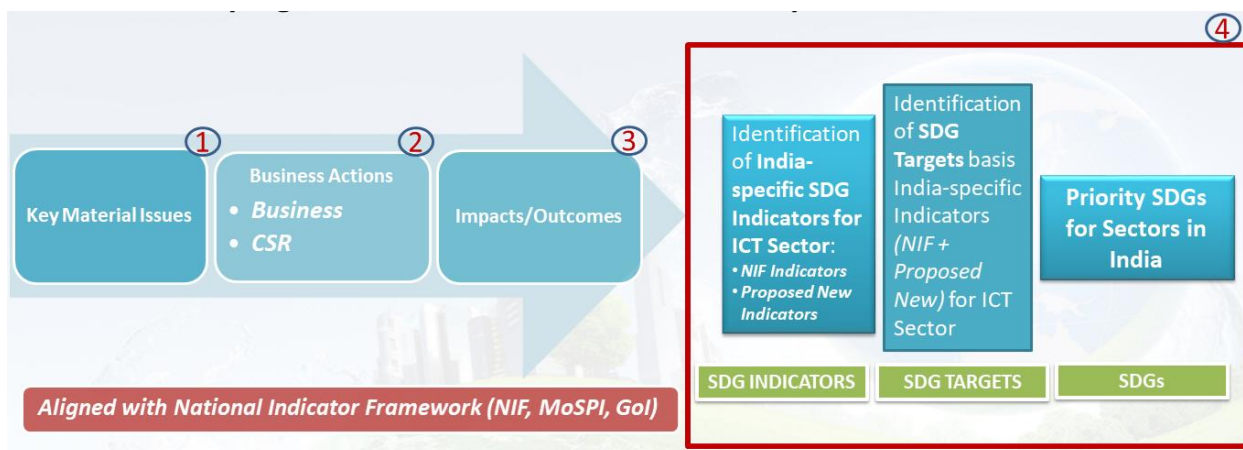 1
Key Material Issues
2
Business Actions
• Business
• CSR
3
Impacts/Outcomes
Aligned with National Indicator Framework (NIF, MoSPI, GoI)
4
Identification
of India-
specific SDG
Indicators for
ICT Sector:
• NIF Indicators
• Proposed New
Indicators
SDG INDICATORS
Identification
of SDG
Targets basis
India-specific
Indicators
(NIF +
Proposed
New) for ICT
Sector
SDG TARGETS
Priority SDGs
for Sectors in
India
SDGs